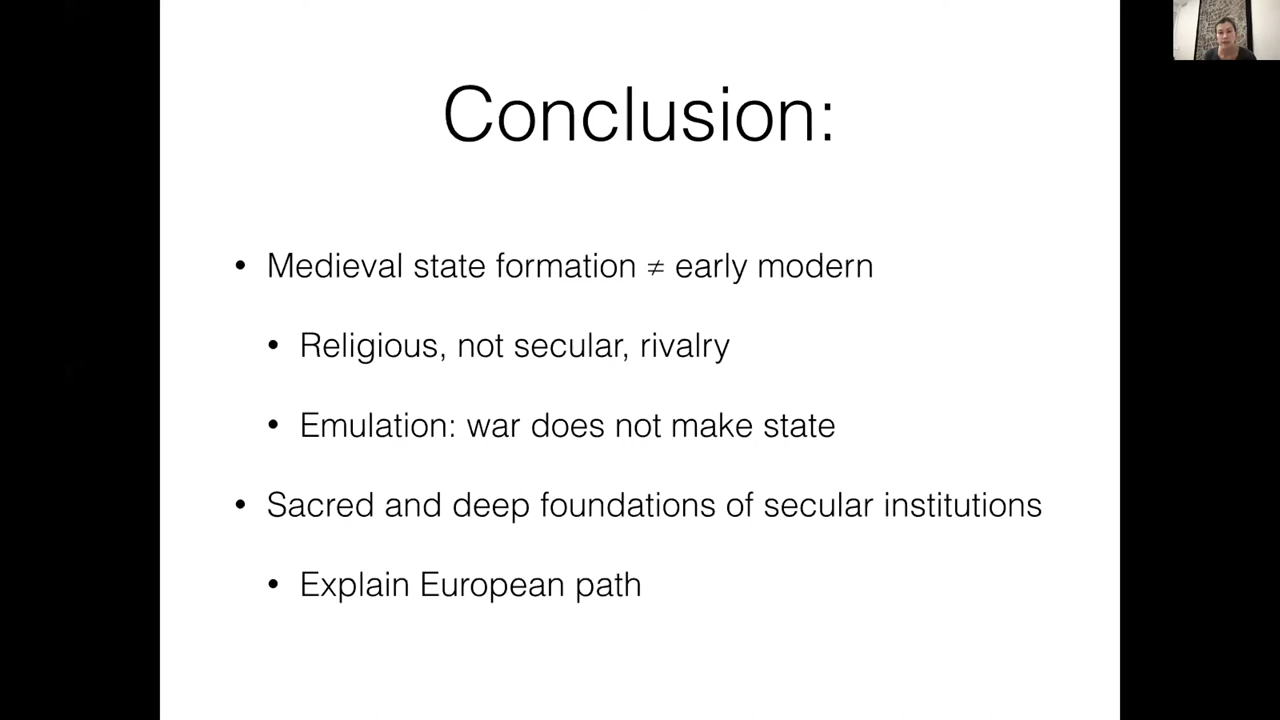 Conclusion:
• Medieval state formation ≠ early modern
• Religious, not secular, rivalry
• Emulation: war does not make state
• Sacred and deep foundations of secular institutions
• Explain European path